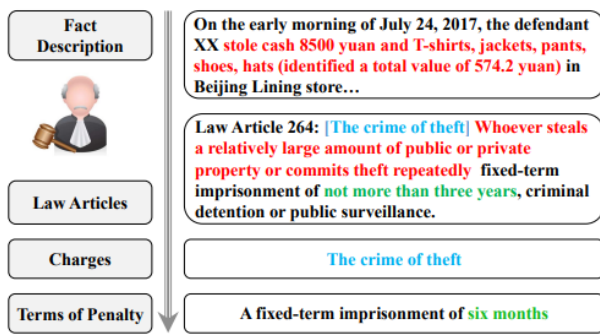 Fact
Description
On the early morning of July 24, 2017, the defendant
XX stole cash 8500 yuan and T-shirts, jackets, pants,
shoes, hats (identified a total value of 574.2 yuan) in
Beijing Lining store…
Law Article 264: [The crime of theft] Whoever steals
a relatively large amount of public or private
property or commits theft repeatedly fixed-term
imprisonment of not more than three years, criminal
detention or public surveillance.
Law Articles
Charges
The crime of theft
Terms of Penalty
A fixed-term imprisonment of six months